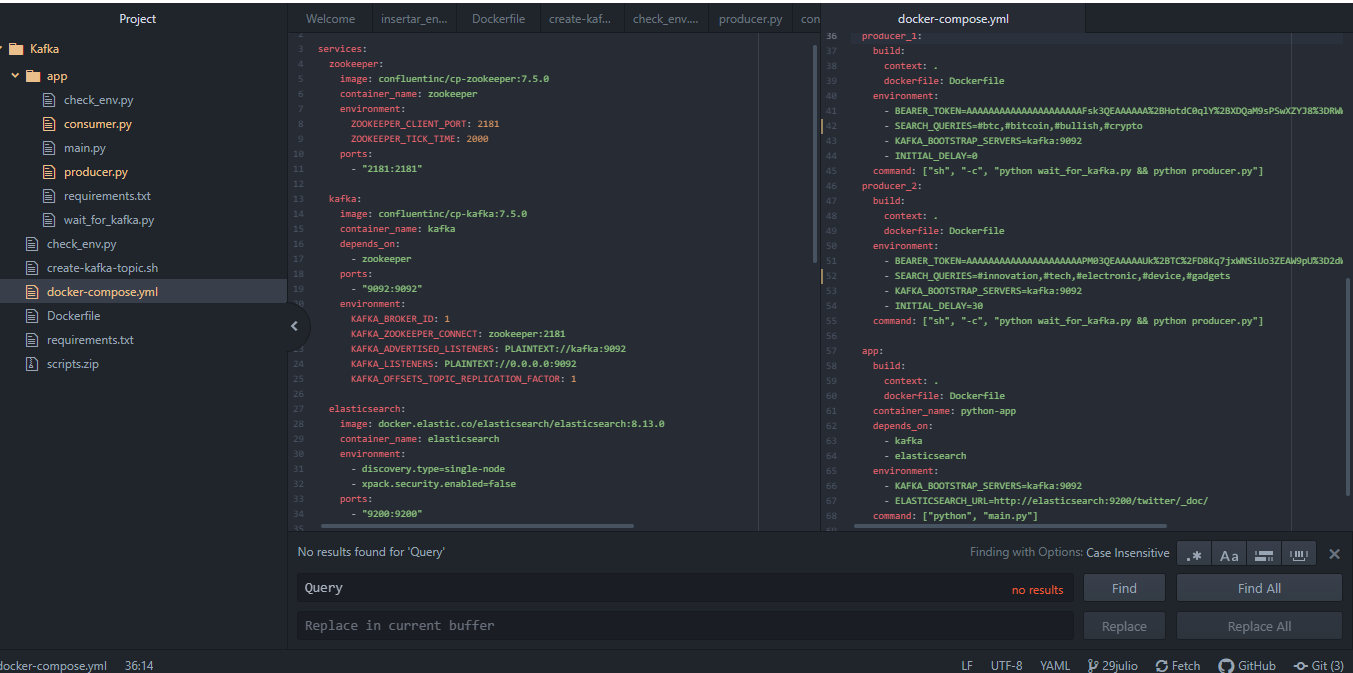 Project
Kafka
app
check_env.py
consumer.py
main.py
producer.py
requirements.txt
wait_for_kafka.py
check_env.py
create-kafka-topic.sh
docker-compose.yml
Dockerfile
requirements.txt
scripts.zip
Welcome
insertar_en...
Dockerfile
create-kaf...
check_env....
producer.py
con
3 services:
4 zookeeper:
5 image: confluentinc/cp-zookeeper:7.5.0
6 container_name: zookeeper
7 environment:
8 ZOOKEEPER_CLIENT_PORT: 2181
9 ZOOKEEPER_TICK_TIME: 2000
10 ports:
11 - "2181:2181"
12
13 kafka:
14 image: confluentinc/cp-kafka:7.5.0
15 container_name: kafka
16 depends_on:
17 - zookeeper
18 ports:
19 - "9092:9092"
environment:
KAFKA_BROKER_ID: 1
KAFKA_ZOOKEEPER_CONNECT: zookeeper:2181
KAFKA_ADVERTISED_LISTENERS: PLAINTEXT://kafka:9092
24 KAFKA_LISTENERS: PLAINTEXT://0.0.0.0:9092
25 KAFKA_OFFSETS_TOPIC_REPLICATION_FACTOR: 1
26
27 elasticsearch:
28 image: docker.elastic.co/elasticsearch/elasticsearch:8.13.0
29 container_name: elasticsearch
30 environment:
31 - discovery.type=single-node
32 - xpack.security.enabled=false
33 ports:
34 - "9200:9200"
35
docker-compose.yml
36 producer_1:
37 build:
38 context: .
39 dockerfile: Dockerfile
40 environment:
41 - BEARER_TOKEN=
42 - SEARCH_QUERIES=#btc,#bitcoin,#bullish,#crypto
43 - KAFKA_BOOTSTRAP_SERVERS=kafka:9092
44 - INITIAL_DELAY=0
45 command: ["sh", "-c", "python wait_for_kafka.py && python producer.py"]
46 producer_2:
47 build:
48 context: .
49 dockerfile: Dockerfile
50 environment:
51 - BEARER_TOKEN=
52 - SEARCH_QUERIES=#innovation,#tech,#electronic,#device,#gadgets
53 - KAFKA_BOOTSTRAP_SERVERS=kafka:9092
54 - INITIAL_DELAY=30
55 command: ["sh", "-c", "python wait_for_kafka.py && python producer.py"]
56
57 app:
58 build:
59 context: .
60 dockerfile: Dockerfile
61 container_name: python-app
62 depends_on:
63 - kafka
64 - elasticsearch
65 environment:
66 - KAFKA_BOOTSTRAP_SERVERS=kafka:9092
67 - ELASTICSEARCH_URL=http://elasticsearch:9200/twitter/_doc/
68 command: ["python", "main.py"]
No results found for 'Query'
Finding with Options: Case Insensitive
.* Aa
Query
no results
Find
Find All
Replace in current buffer
Replace
Replace All
docker-compose.yml 36:14
LF UTF-8 YAML 29julio Fetch GitHub Git (3)